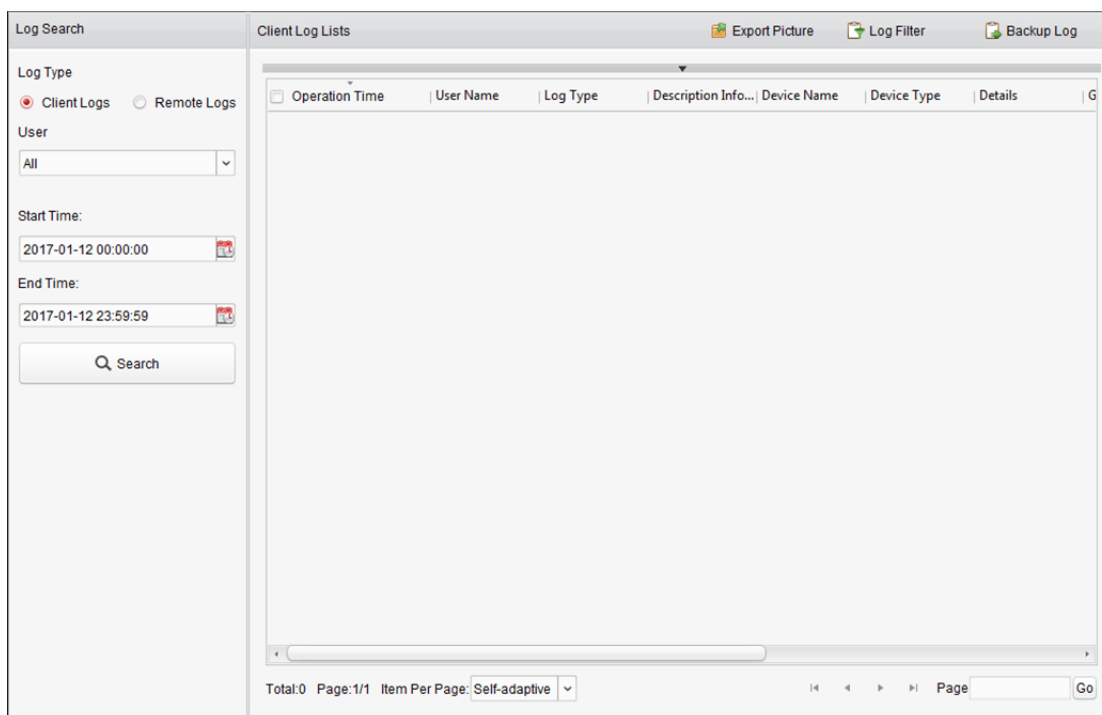 Log Search
Client Log Lists
Export Picture
Log Filter
Backup Log
Log Type
Client Logs
Remote Logs
User
All
Start Time:
2017-01-12 00:00:00
End Time:
2017-01-12 23:59:59
Search
Operation Time
User Name
Log Type
Description Info...
Device Name
Device Type
Details
G
Total:0 Page:1/1 Item Per Page: Self-adaptive
Page
Go